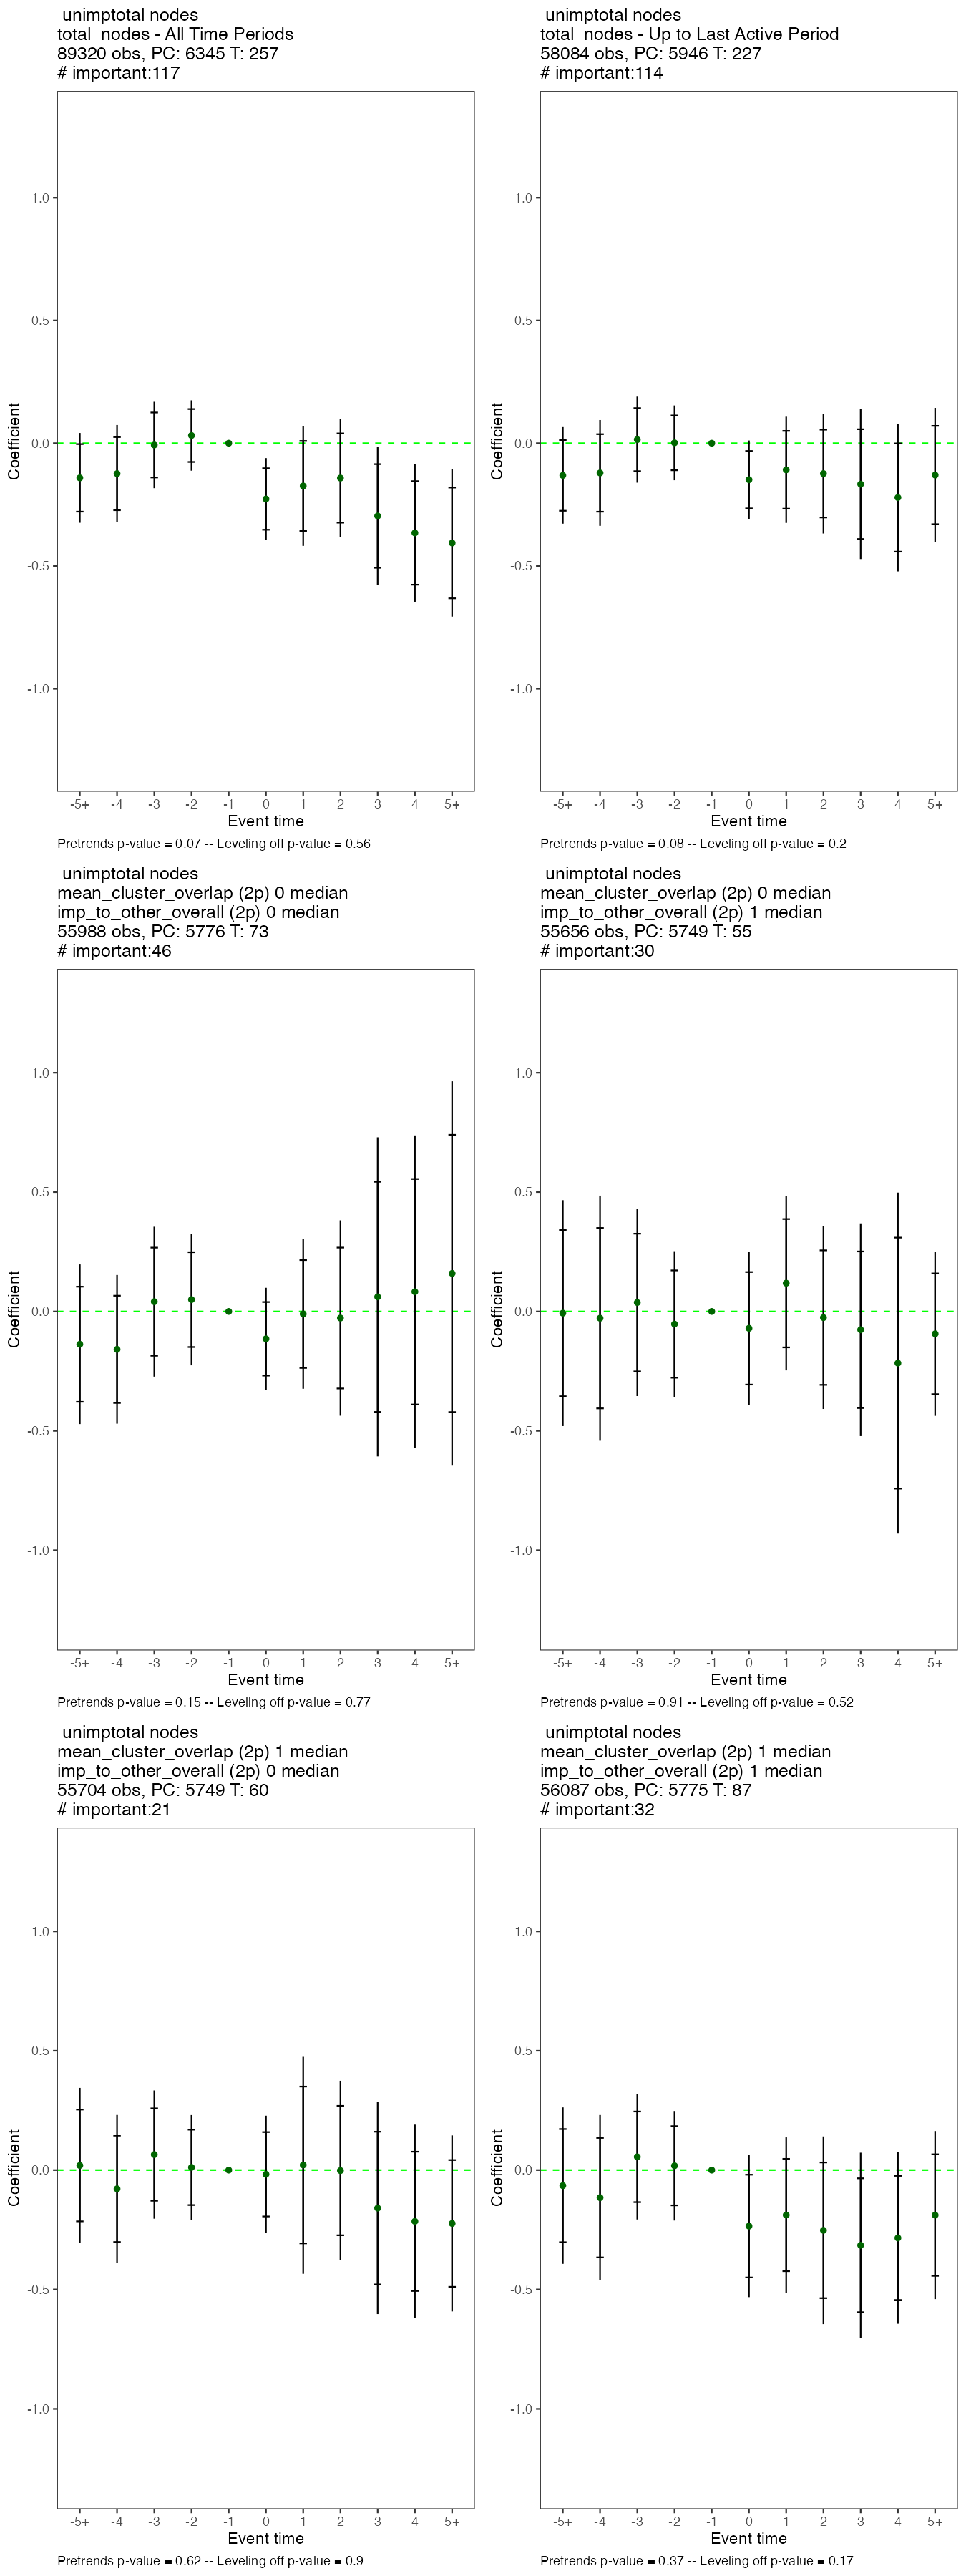 unimptotal nodes
total_nodes - All Time Periods
89320 obs, PC: 6345 T: 257
# important:117
1.0
0.5
0.0
-0.5
-1.0
Coefficient
-5+ -4 -3 -2 -1 0 1 2 3 4 5+
Event time
Pretrends p-value = 0.07 -- Leveling off p-value = 0.56
unimptotal nodes
total_nodes - Up to Last Active Period
58084 obs, PC: 5946 T: 227
# important:114
1.0
0.5
0.0
-0.5
-1.0
Coefficient
-5+ -4 -3 -2 -1 0 1 2 3 4 5+
Event time
Pretrends p-value = 0.08 -- Leveling off p-value = 0.2
unimptotal nodes
mean_cluster_overlap (2p) 0 median
imp_to_other_overall (2p) 0 median
55988 obs, PC: 5776 T: 73
# important:46
1.0
0.5
0.0
-0.5
-1.0
Coefficient
-5+ -4 -3 -2 -1 0 1 2 3 4 5+
Event time
Pretrends p-value = 0.15 -- Leveling off p-value = 0.77
unimptotal nodes
mean_cluster_overlap (2p) 0 median
imp_to_other_overall (2p) 1 median
55656 obs, PC: 5749 T: 55
# important:30
1.0
0.5
0.0
-0.5
-1.0
Coefficient
-5+ -4 -3 -2 -1 0 1 2 3 4 5+
Event time
Pretrends p-value = 0.91 -- Leveling off p-value = 0.52
unimptotal nodes
mean_cluster_overlap (2p) 1 median
imp_to_other_overall (2p) 0 median
55704 obs, PC: 5749 T: 60
# important:21
1.0
0.5
0.0
-0.5
-1.0
Coefficient
-5+ -4 -3 -2 -1 0 1 2 3 4 5+
Event time
Pretrends p-value = 0.62 -- Leveling off p-value = 0.9
unimptotal nodes
mean_cluster_overlap (2p) 1 median
imp_to_other_overall (2p) 1 median
56087 obs, PC: 5775 T: 87
# important:32
1.0
0.5
0.0
-0.5
-1.0
Coefficient
-5+ -4 -3 -2 -1 0 1 2 3 4 5+
Event time
Pretrends p-value = 0.37 -- Leveling off p-value = 0.17